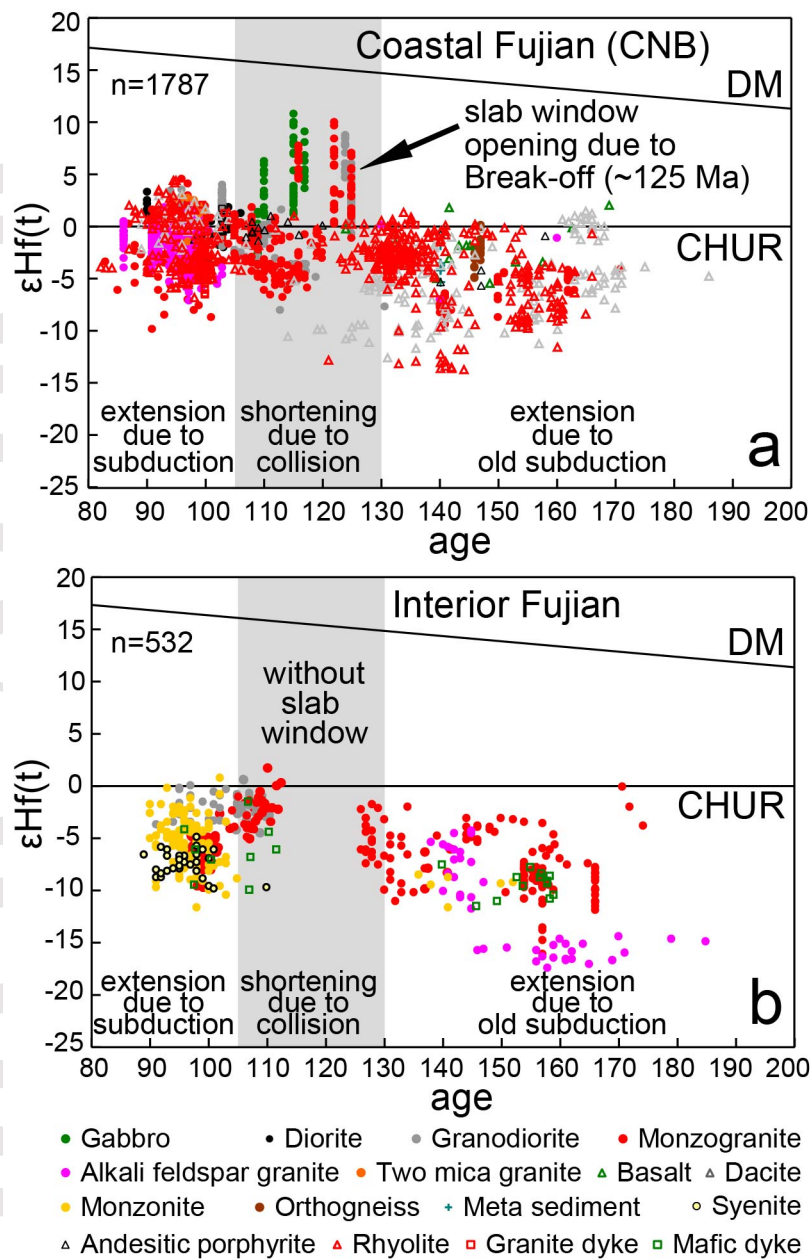 20
15
10
5
0
-5
-10
-15
-20
-25
εHf(t)
Coastal Fujian (CNB)
DM
n=1787
slab window
opening due to
Break-off (~125 Ma)
CHUR
extension
due to
subduction
shortening
due to
collision
extension
due to
old subduction
a
80 90 100 110 120 130 140 150 160 170 180 190 200
age
20
15
10
5
0
-5
-10
-15
-20
-25
εHf(t)
Interior Fujian
DM
n=532
without
slab
window
CHUR
extension
due to
subduction
shortening
due to
collision
extension
due to
old subduction
b
80 90 100 110 120 130 140 150 160 170 180 190 200
age
Gabbro Diorite Granodiorite Monzogranite
Alkali feldspar granite Two mica granite Basalt Dacite
Monzonite Orthogneiss Meta sediment Syenite
Andesitic porphyrite Rhyolite Granite dyke Mafic dyke